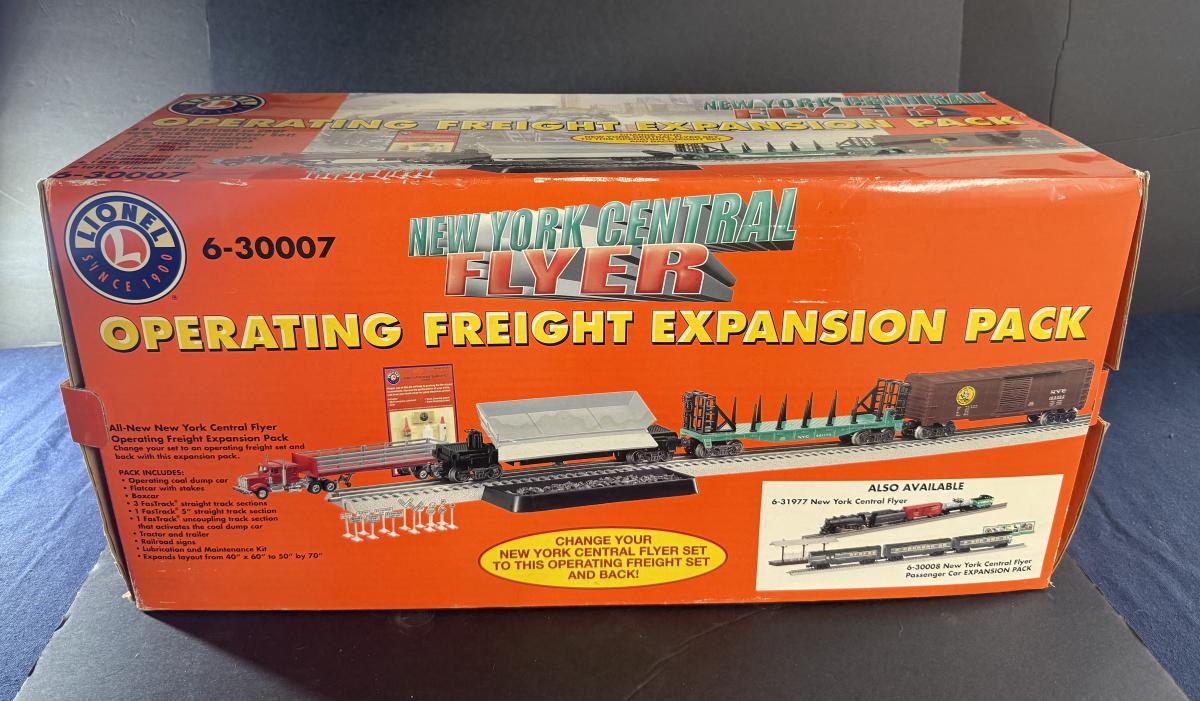 LIONEL
NEW YORK CENTRAL
FLYER
OPERATING FREIGHT EXPANSION PACK
6-30007
LIONEL
SINCE 1900
®
6-30007
NEW YORK CENTRAL
FLYER
OPERATING FREIGHT EXPANSION PACK
All-New New York Central Flyer
Operating Freight Expansion Pack
Change your set to an operating freight set and
back with this expansion pack.
PACK INCLUDES:
• Operating coal dump car
• Flatcar with stakes
• Boxcar
• 3 FasTrack® straight track sections
• 1 FasTrack® 5" straight track section
• 1 FasTrack® uncoupling track section
that activates the coal dump car
• Tractor and trailer
• Railroad signs
• Lubrication and Maintenance Kit
• Expands layout from 40" x 60" to 50" by 70"
NYC
NYC
CHANGE YOUR
NEW YORK CENTRAL FLYER SET
TO THIS OPERATING FREIGHT SET
AND BACK!
ALSO AVAILABLE
6-31977 New York Central Flyer
6-30008 New York Central Flyer
Passenger Car EXPANSION PACK